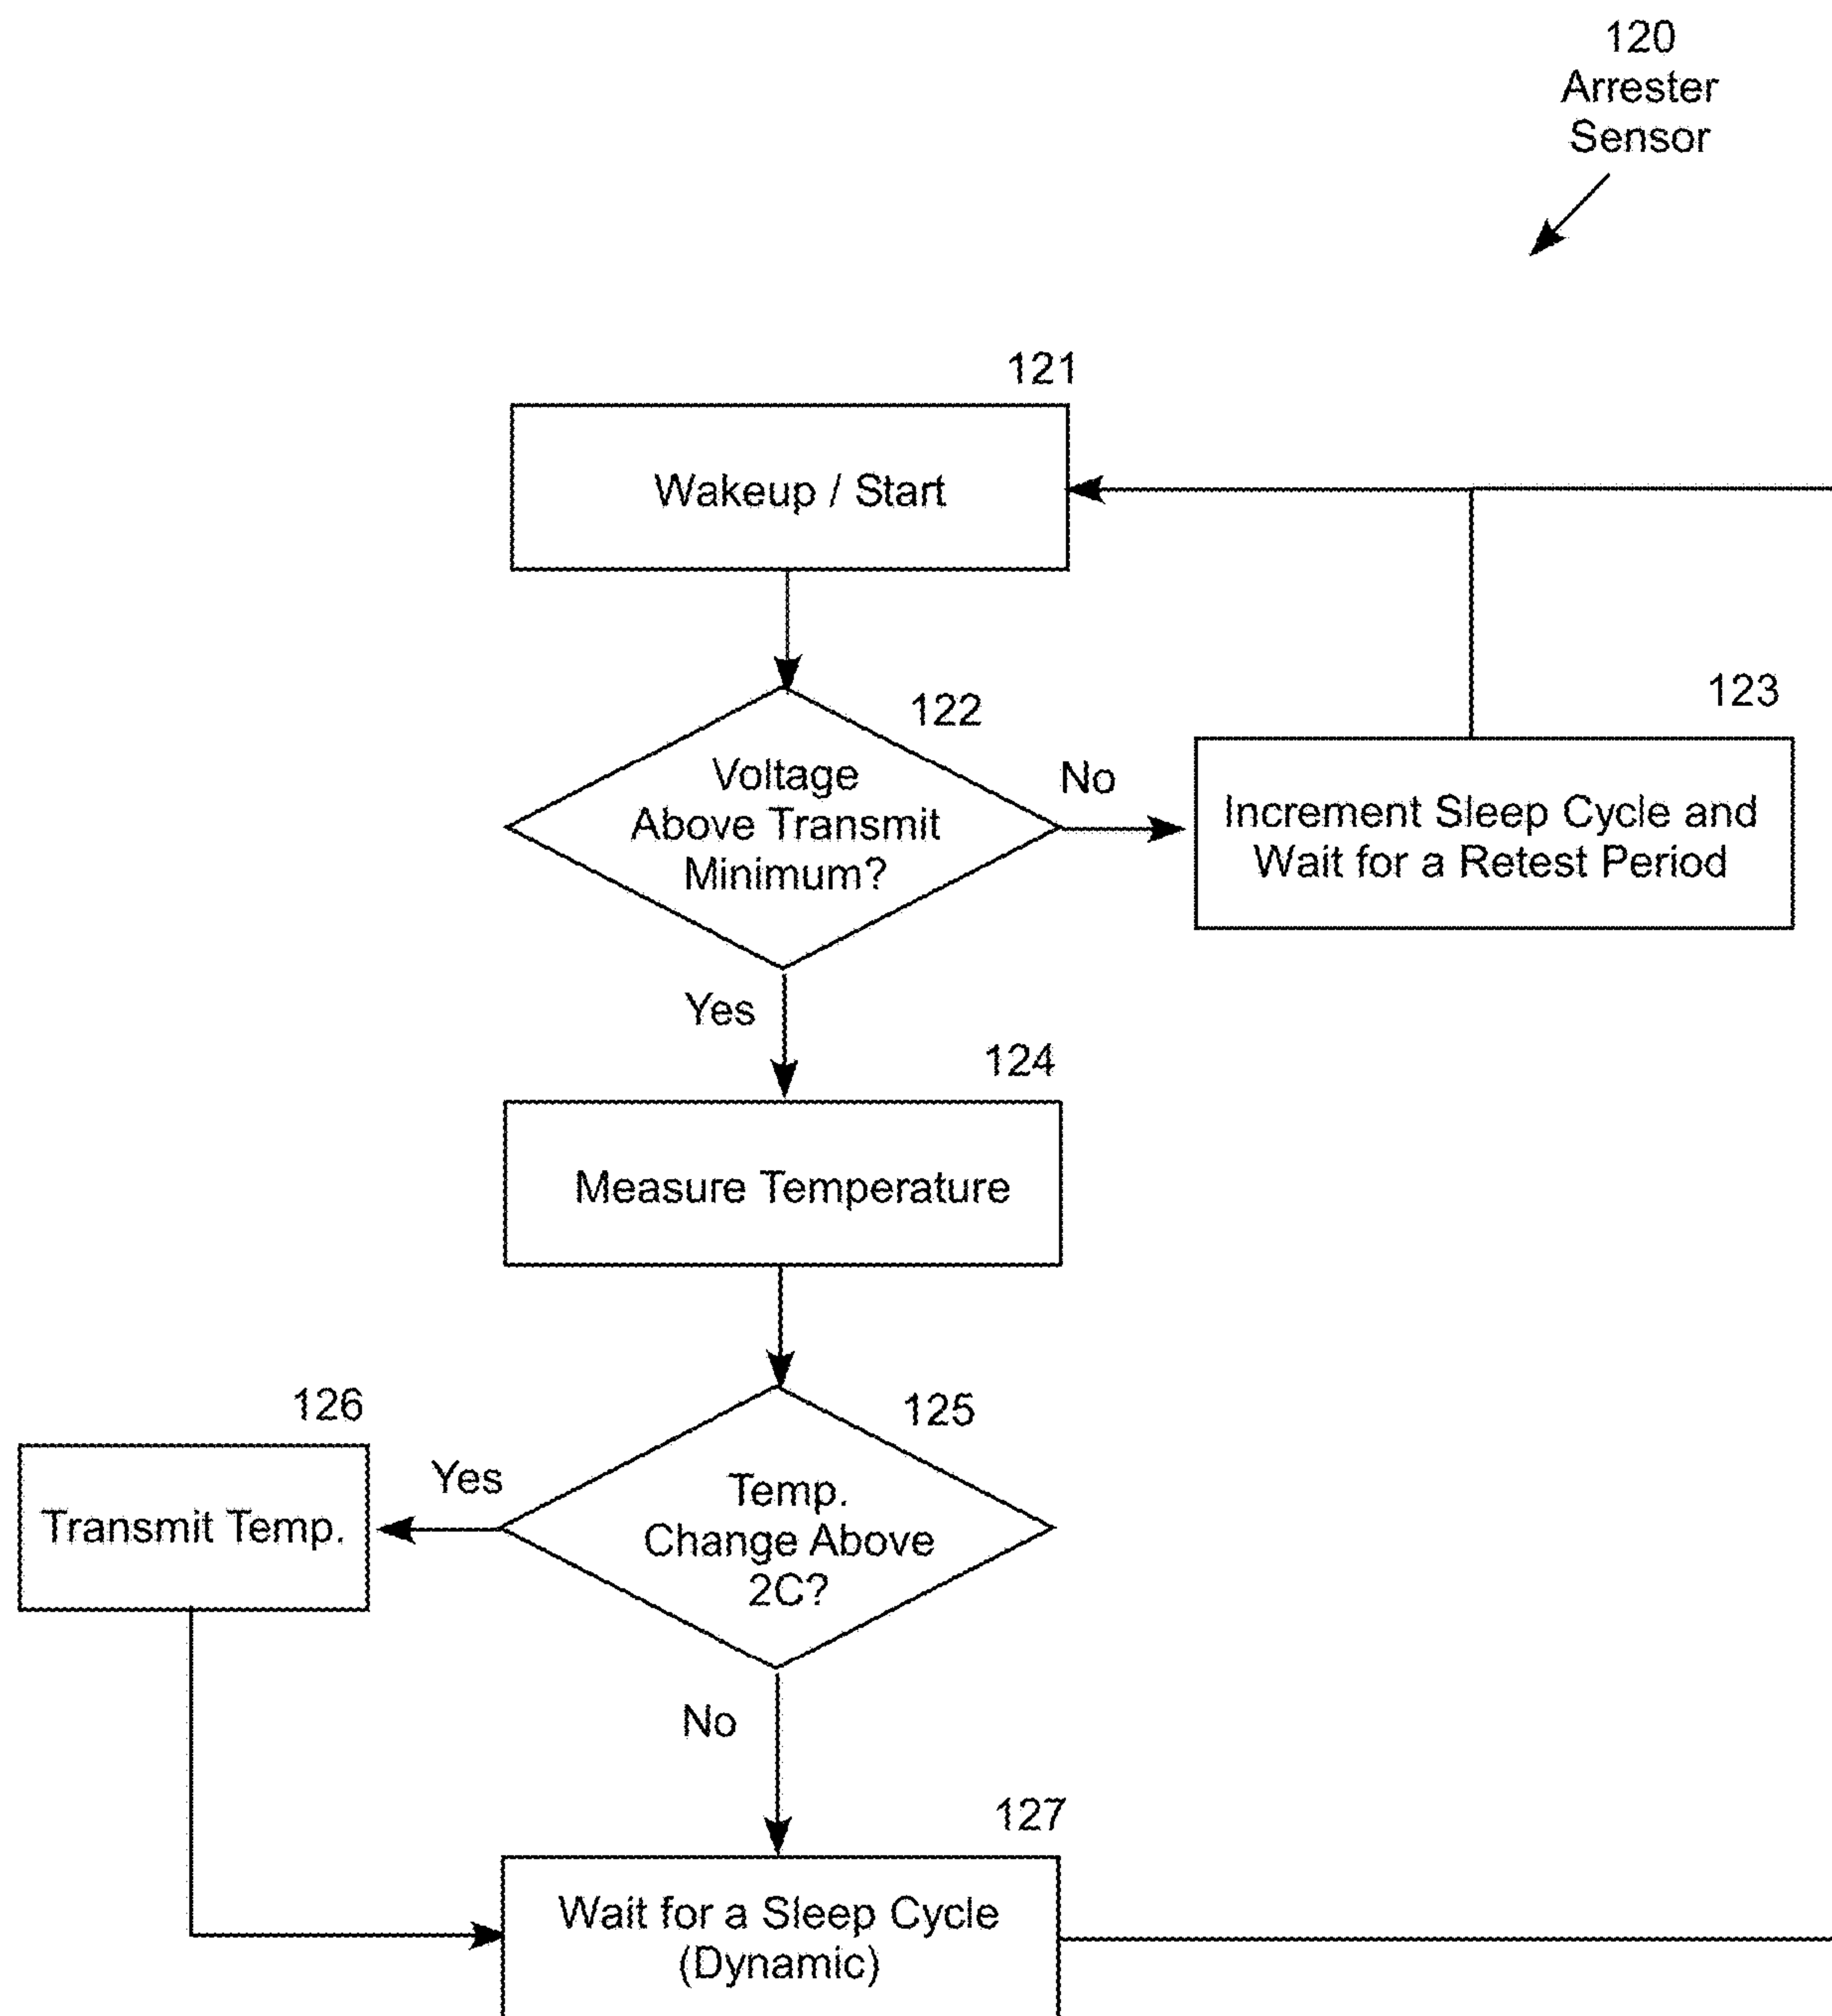 120
Arrester
Sensor
121
Wakeup / Start
122
Voltage
Above Transmit
Minimum?
No
123
Increment Sleep Cycle and
Wait for a Retest Period
Yes
124
Measure Temperature
125
Temp.
Change Above
2C?
Yes
126
Transmit Temp.
No
127
Wait for a Sleep Cycle
(Dynamic)